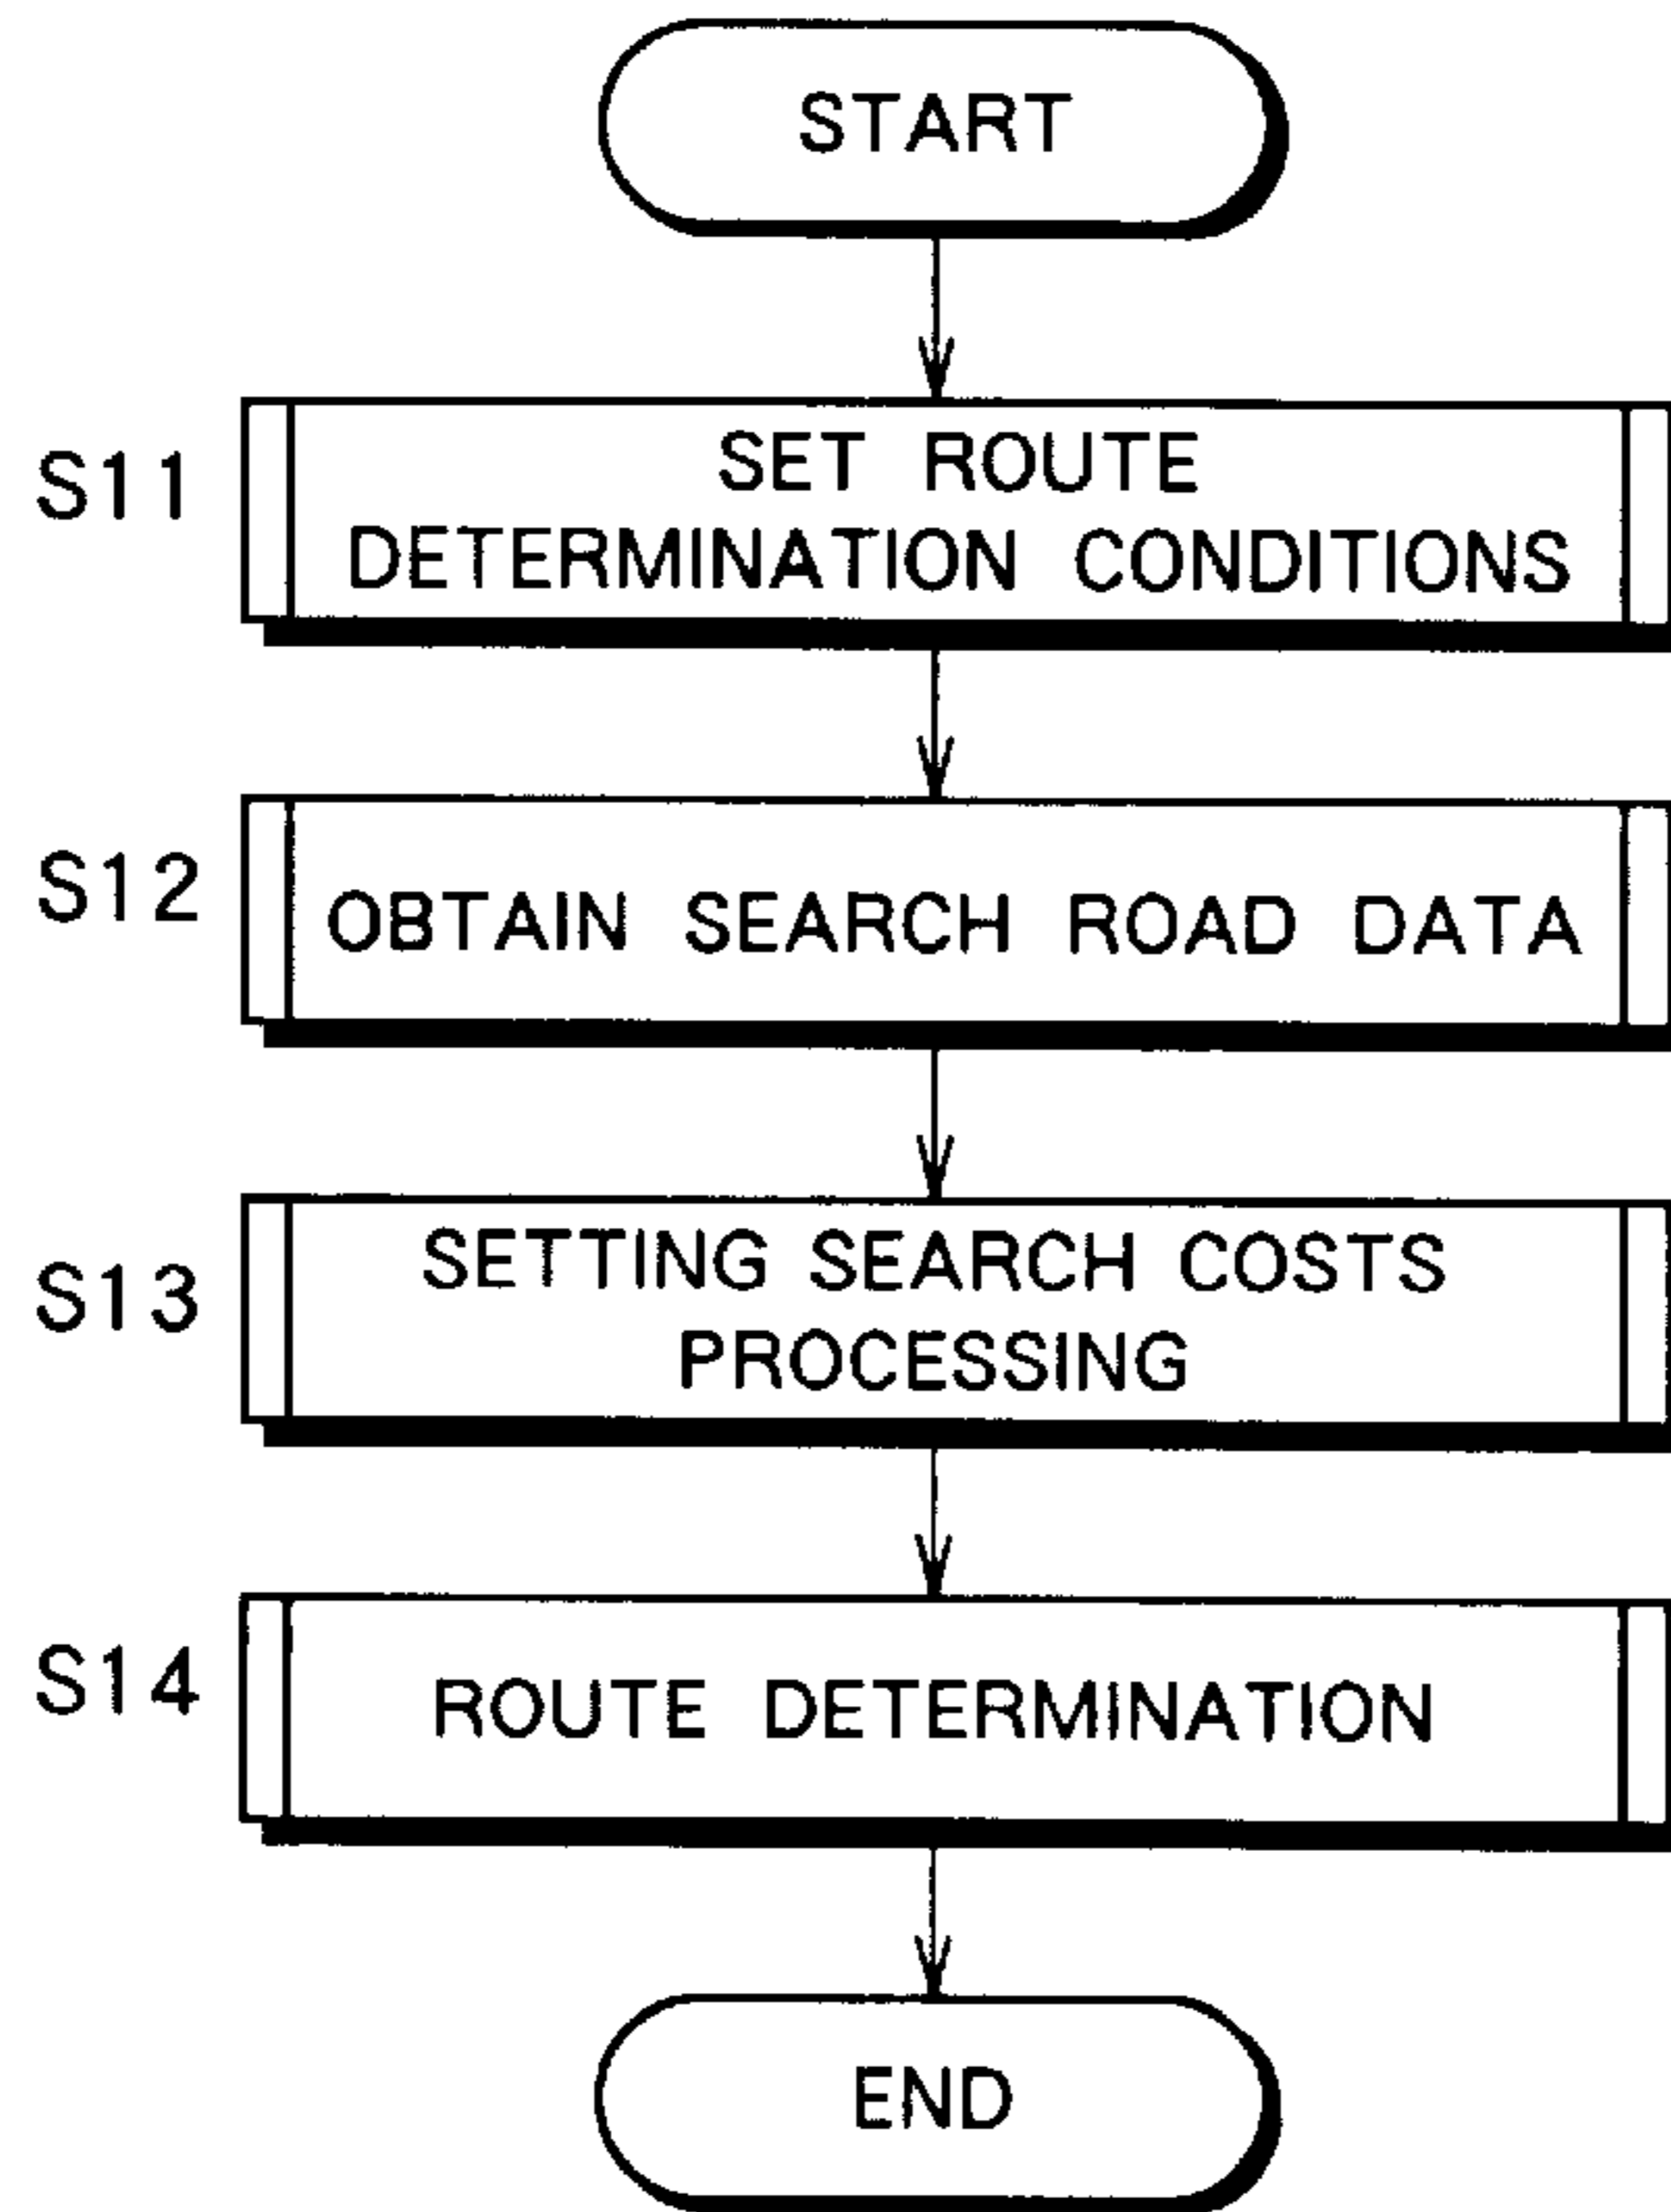 START
S11
SET ROUTE
DETERMINATION CONDITIONS
S12
OBTAIN SEARCH ROAD DATA
S13
SETTING SEARCH COSTS
PROCESSING
S14
ROUTE DETERMINATION
END